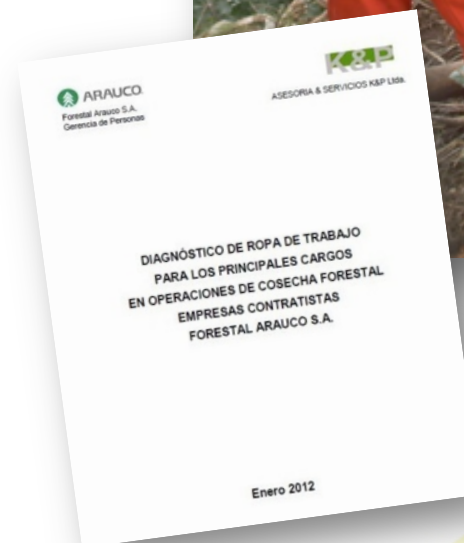 ARAUCO
Forestal Arauco S.A.
Gerencia de Personas
K&P
ASESORIA & SERVICIOS K&P Ltda.
DIAGNÓSTICO DE ROPA DE TRABAJO
PARA LOS PRINCIPALES CARGOS
EN OPERACIONES DE COSECHA FORESTAL
EMPRESAS CONTRATISTAS
FORESTAL ARAUCO S.A.
Enero 2012